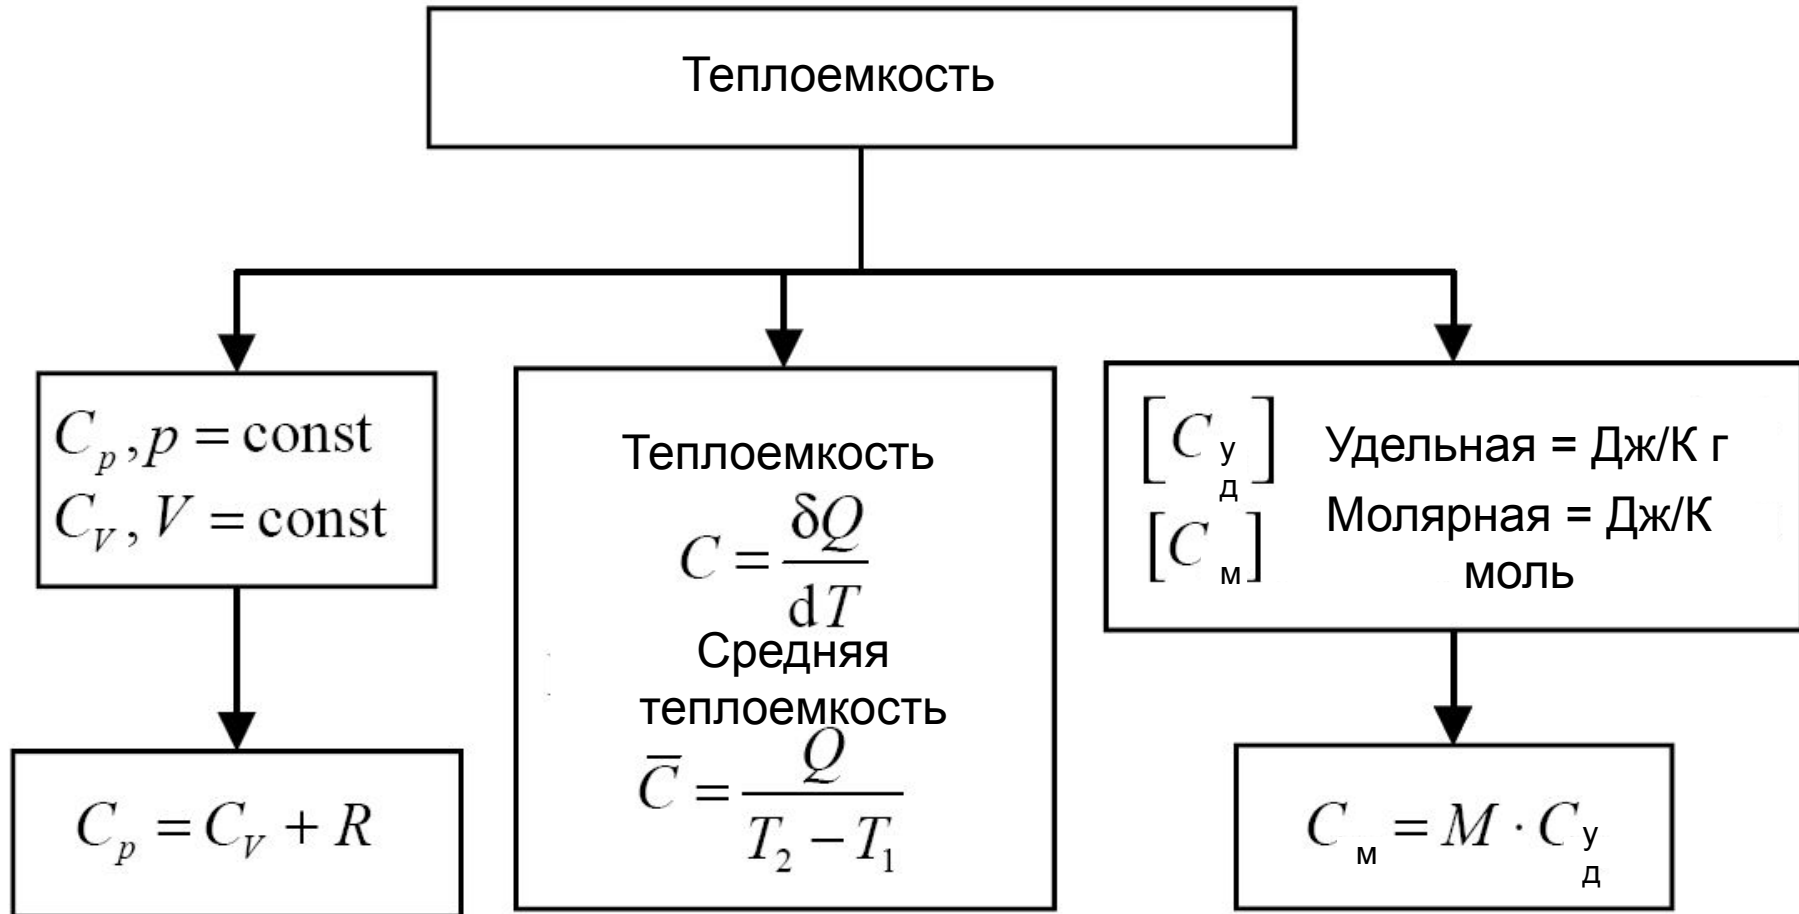 Теплоемкость
C_p, p = const
C_V, V = const
C_p = C_V + R
Теплоемкость
C = δQ / dT
Средняя
теплоемкость
C̅ = Q / (T_2 − T_1)
[C_уд] Удельная = Дж/К г
[C_м] Молярная = Дж/К
моль
C_м = M · C_уд